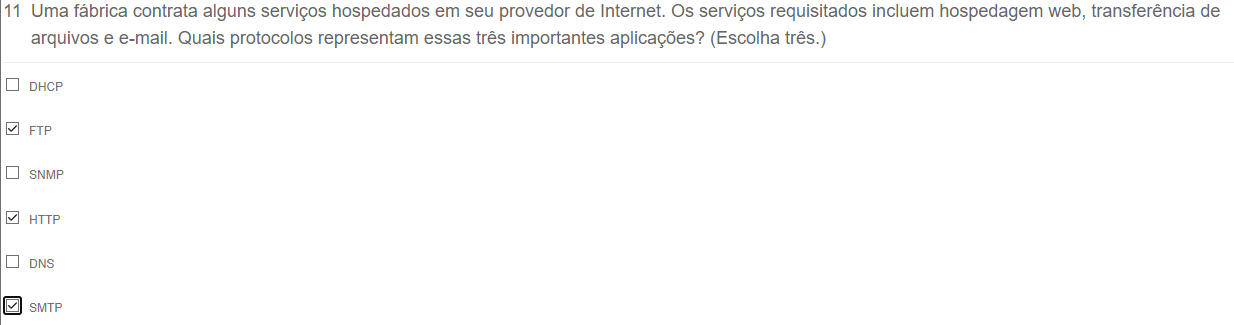 11 Uma fábrica contrata alguns serviços hospedados em seu provedor de Internet. Os serviços requisitados incluem hospedagem web, transferência de
arquivos e e-mail. Quais protocolos representam essas três importantes aplicações? (Escolha três.)
DHCP
FTP
SNMP
HTTP
DNS
SMTP